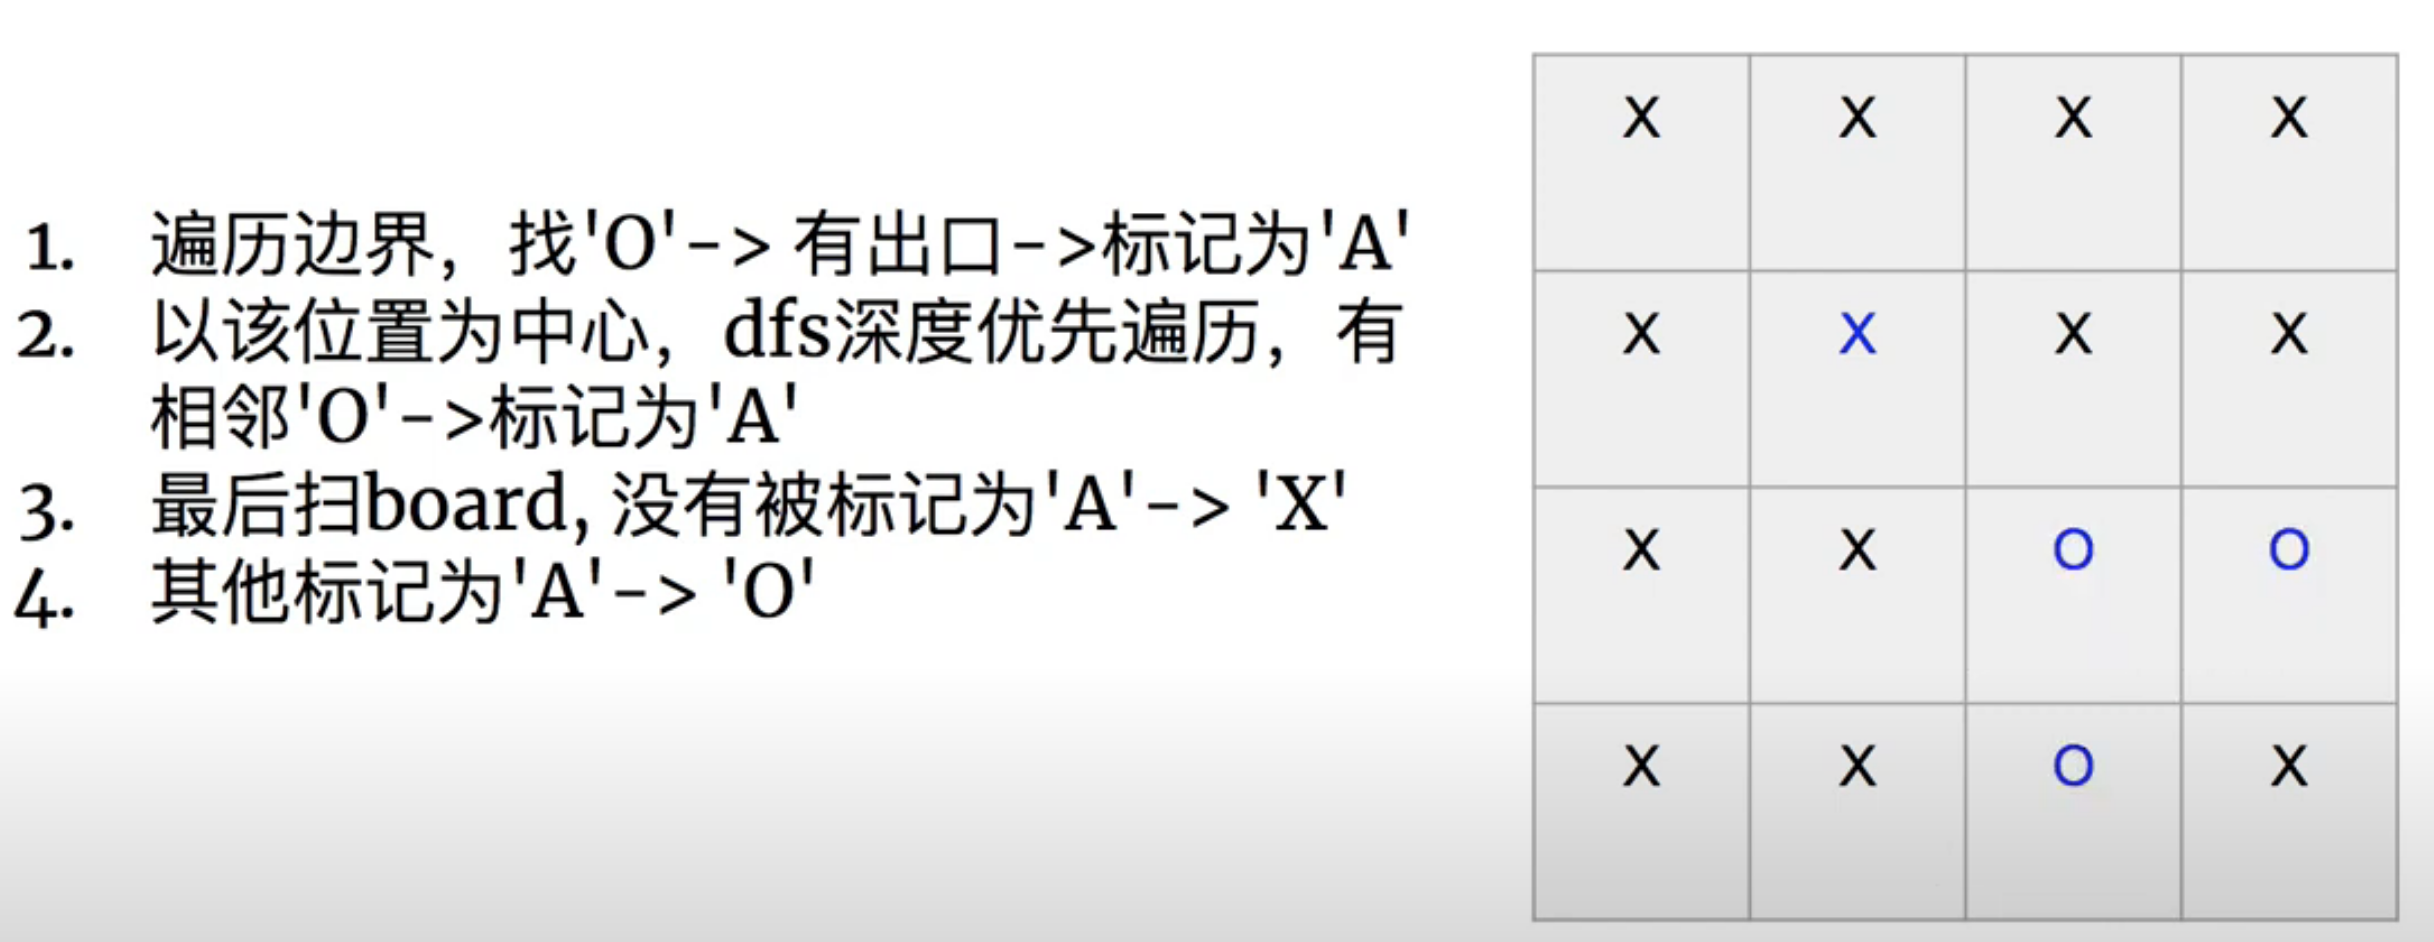 1. 遍历边界，找'O'-> 有出口->标记为'A'
2. 以该位置为中心，dfs深度优先遍历，有
相邻'O'->标记为'A'
3. 最后扫board, 没有被标记为'A'-> 'X'
4. 其他标记为'A'-> 'O'
X X X X
X X X X
X X O O
X X O X